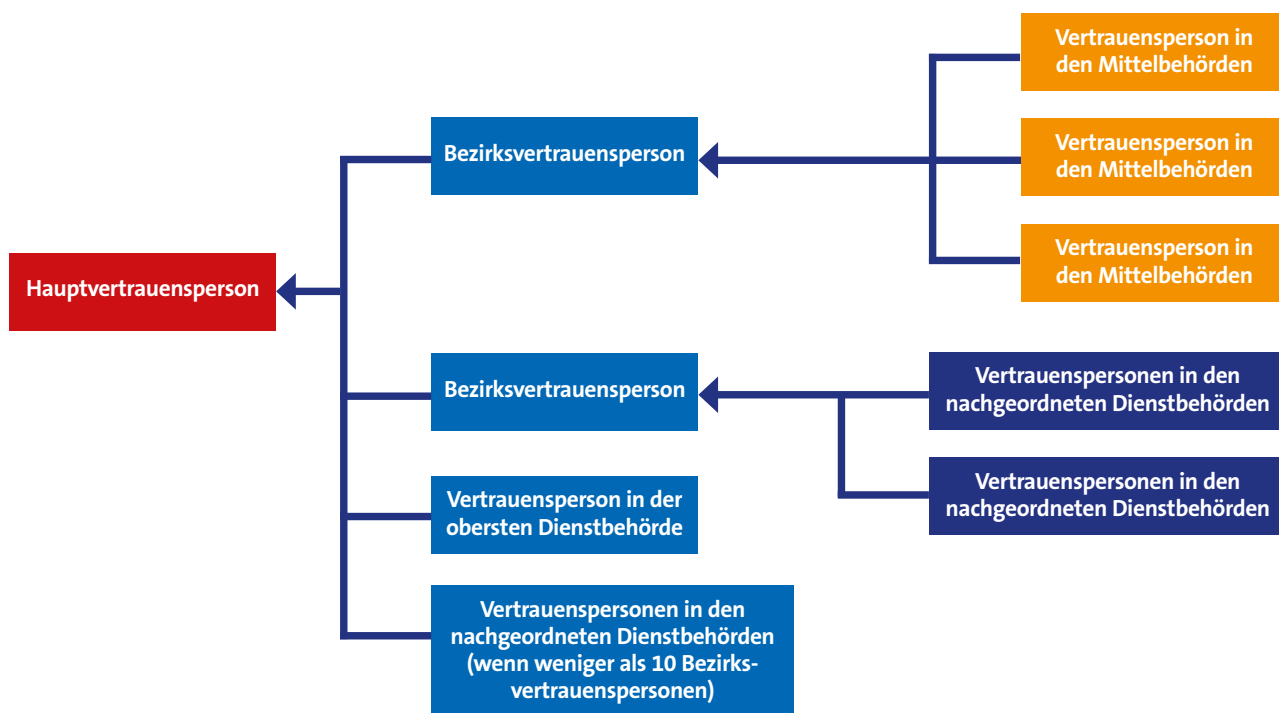 Vertrauensperson in
den Mittelbehörden
Bezirksvertrauensperson
Vertrauensperson in
den Mittelbehörden
Vertrauensperson in
den Mittelbehörden
Hauptvertrauensperson
Bezirksvertrauensperson
Vertrauenspersonen in den
nachgeordneten Dienstbehörden
Vertrauenspersonen in den
nachgeordneten Dienstbehörden
Vertrauensperson in der
obersten Dienstbehörde
Vertrauenspersonen in den
nachgeordneten Dienstbehörden
(wenn weniger als 10 Bezirks-
vertrauenspersonen)